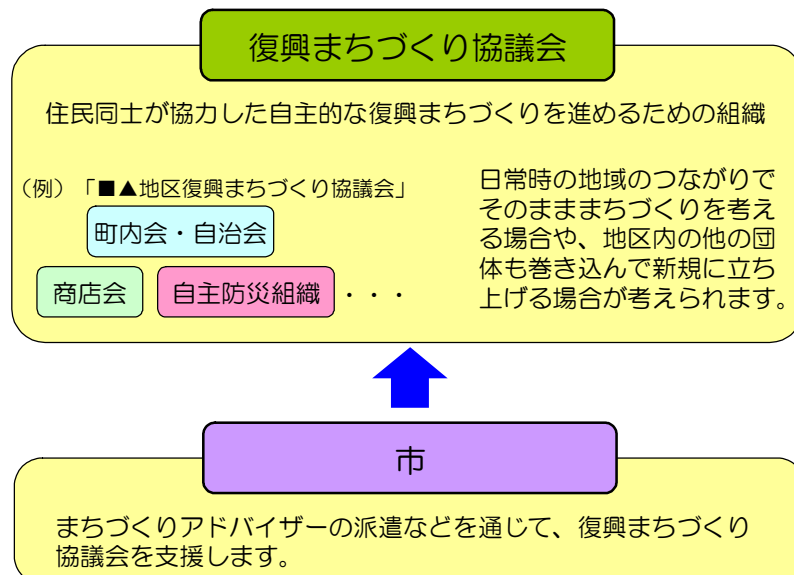 復興まちづくり協議会
住民同士が協力した自主的な復興まちづくりを進めるための組織
（例）「■▲地区復興まちづくり協議会」
町内会・自治会
商店会
自主防災組織
・・・
日常時の地域のつながりで
そのまままちづくりを考え
る場合や、地区内の他の団
体も巻き込んで新規に立ち
上げる場合が考えられます。
市
まちづくりアドバイザーの派遣などを通じて、復興まちづくり
協議会を支援します。